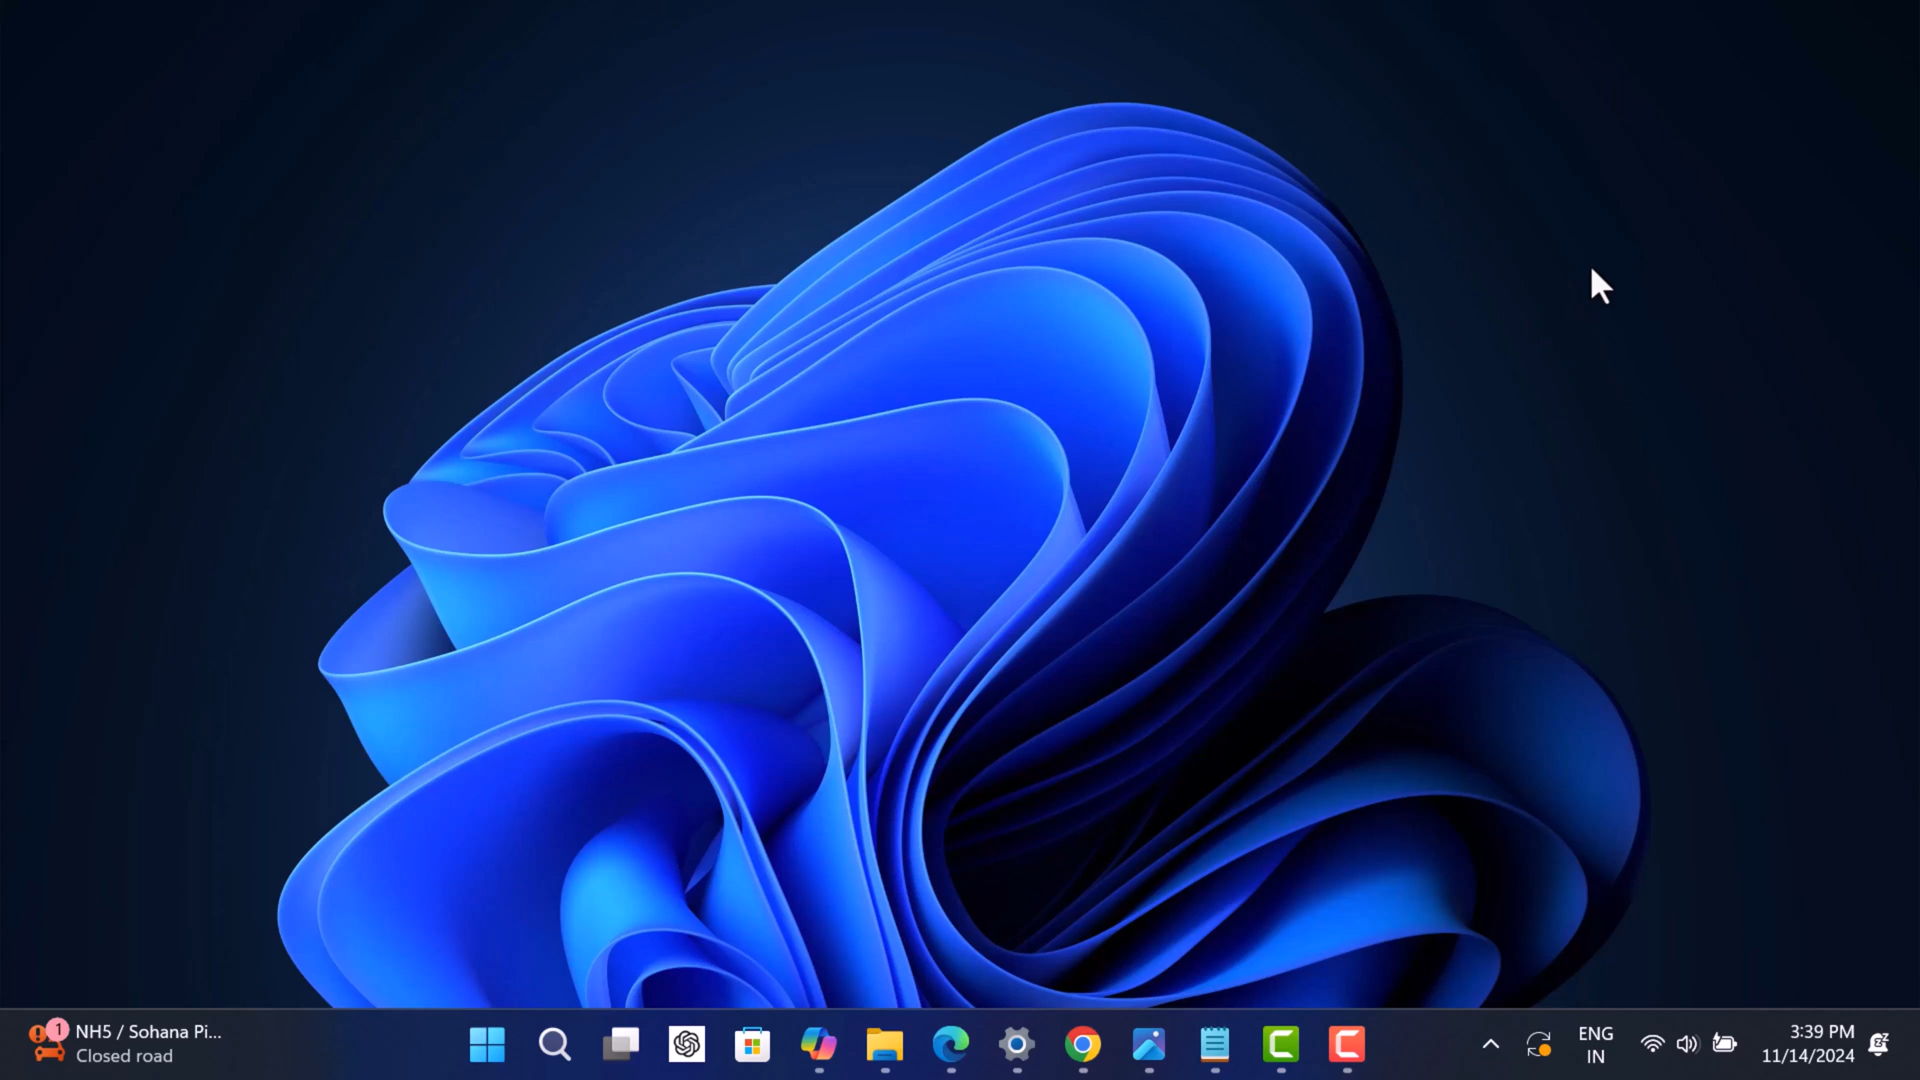 1
NH5 / Sohana Pi...
Closed road
ENG
IN
3:39 PM
11/14/2024